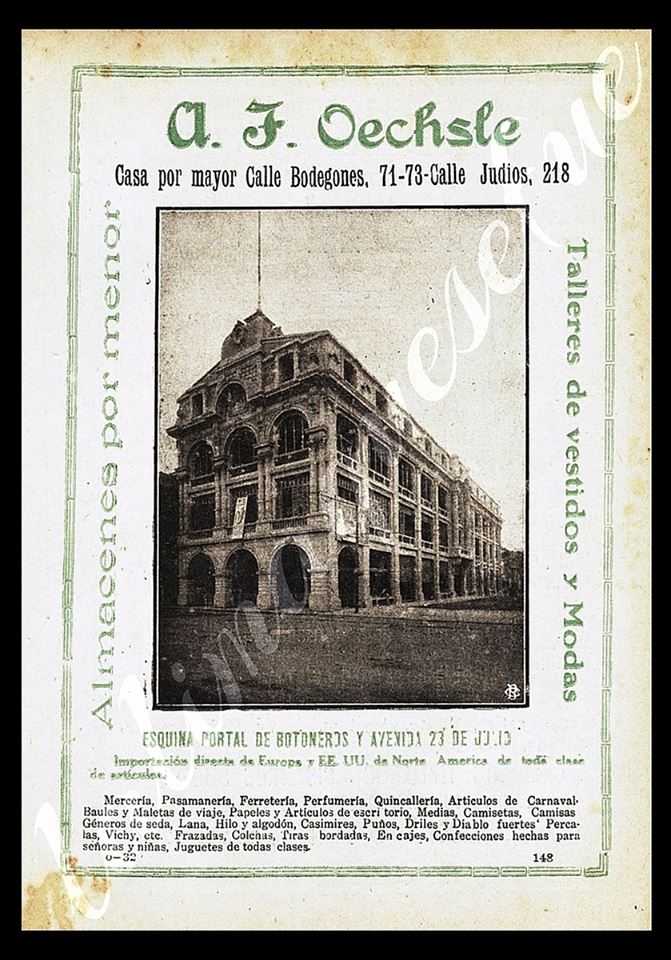 A. F. Oechsle
Casa por mayor Calle Bodegones, 71-73-Calle Judios, 218
Almacenes por menor
Talleres de vestidos y Modas
ESQUINA PORTAL DE BOTONEROS Y AVENIDA 23 DE JULIO
Importación directa de Europa y EE. UU. de Norte America de toda clase
de artículos.
Mercería, Pasamanería, Ferretería, Perfumería, Quincallería, Articulos de Carnaval-
Baules y Maletas de viaje, Papeles y Artículos de escri torio, Medias, Camisetas, Camisas
Géneros de seda, Lana, Hilo y algodón, Casimires, Puños, Driles y Diablo fuertes' Perca-
las, Vichy, etc. Frazadas, Colchas, Tiras bordadas, En cajes, Confecciones hechas para
señoras y niñas, Juguetes de todas clases.
0-32
148